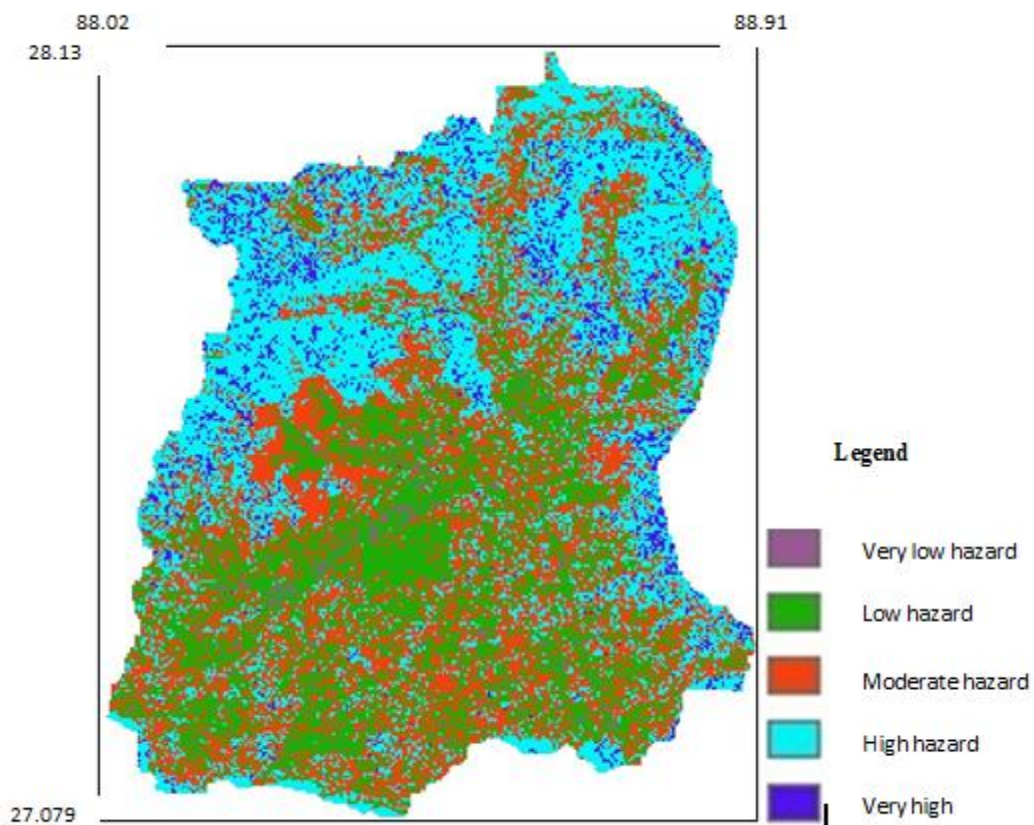 88.02
88.91
28.13
Legend
Very low hazard
Low hazard
Moderate hazard
High hazard
Very high
27.079